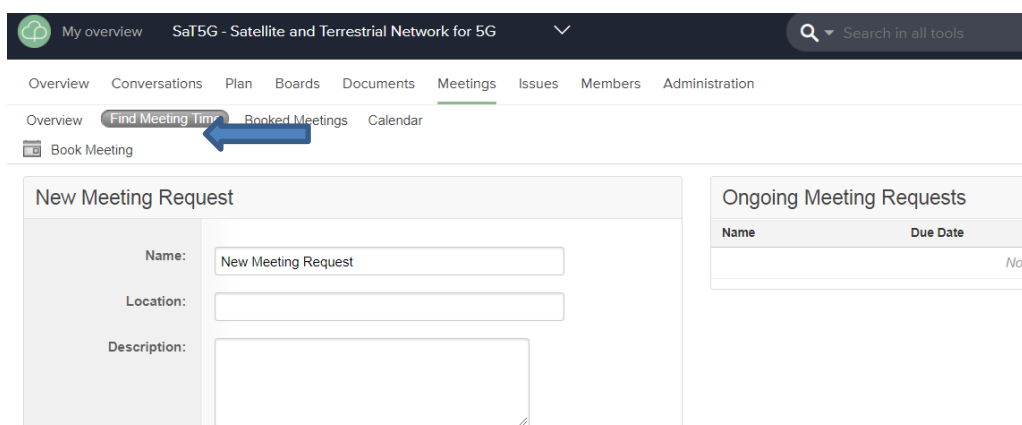 My overview SaT5G - Satellite and Terrestrial Network for 5G Search in all tools
Overview Conversations Plan Boards Documents Meetings Issues Members Administration
Overview Find Meeting Time Booked Meetings Calendar
Book Meeting
New Meeting Request
Name: New Meeting Request
Location:
Description:
Ongoing Meeting Requests
Name Due Date
No